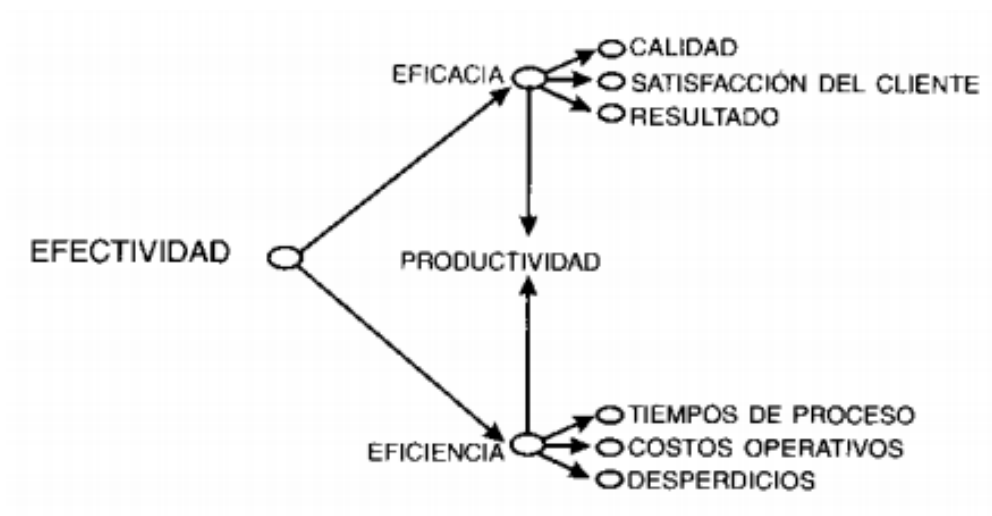 CALIDAD
EFICACIA
SATISFACCIÓN DEL CLIENTE
RESULTADO
EFECTIVIDAD
PRODUCTIVIDAD
TIEMPOS DE PROCESO
EFICIENCIA
COSTOS OPERATIVOS
DESPERDICIOS